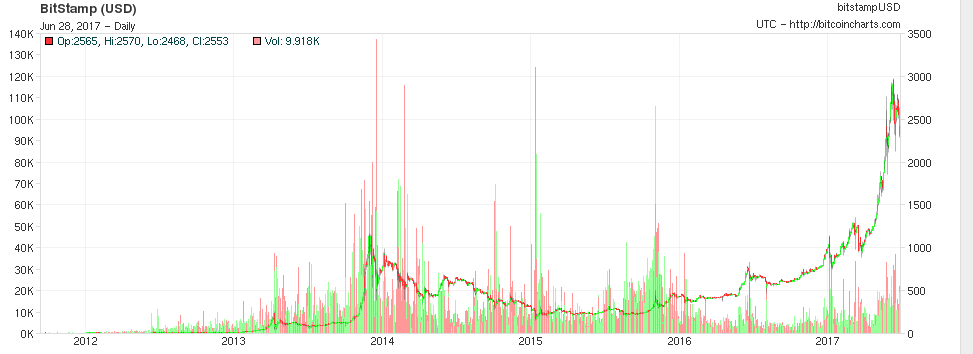 BitStamp (USD)
bitstampUSD
Jun 28, 2017 - Daily
UTC - http://bitcoincharts.com
Op:2565, Hi:2570, Lo:2468, Cl:2553 Vol: 9.918K
140K 3500
130K
120K 3000
110K
100K 2500
90K
80K 2000
70K
60K 1500
50K
40K 1000
30K
20K 500
10K
0K 0
2012 2013 2014 2015 2016 2017